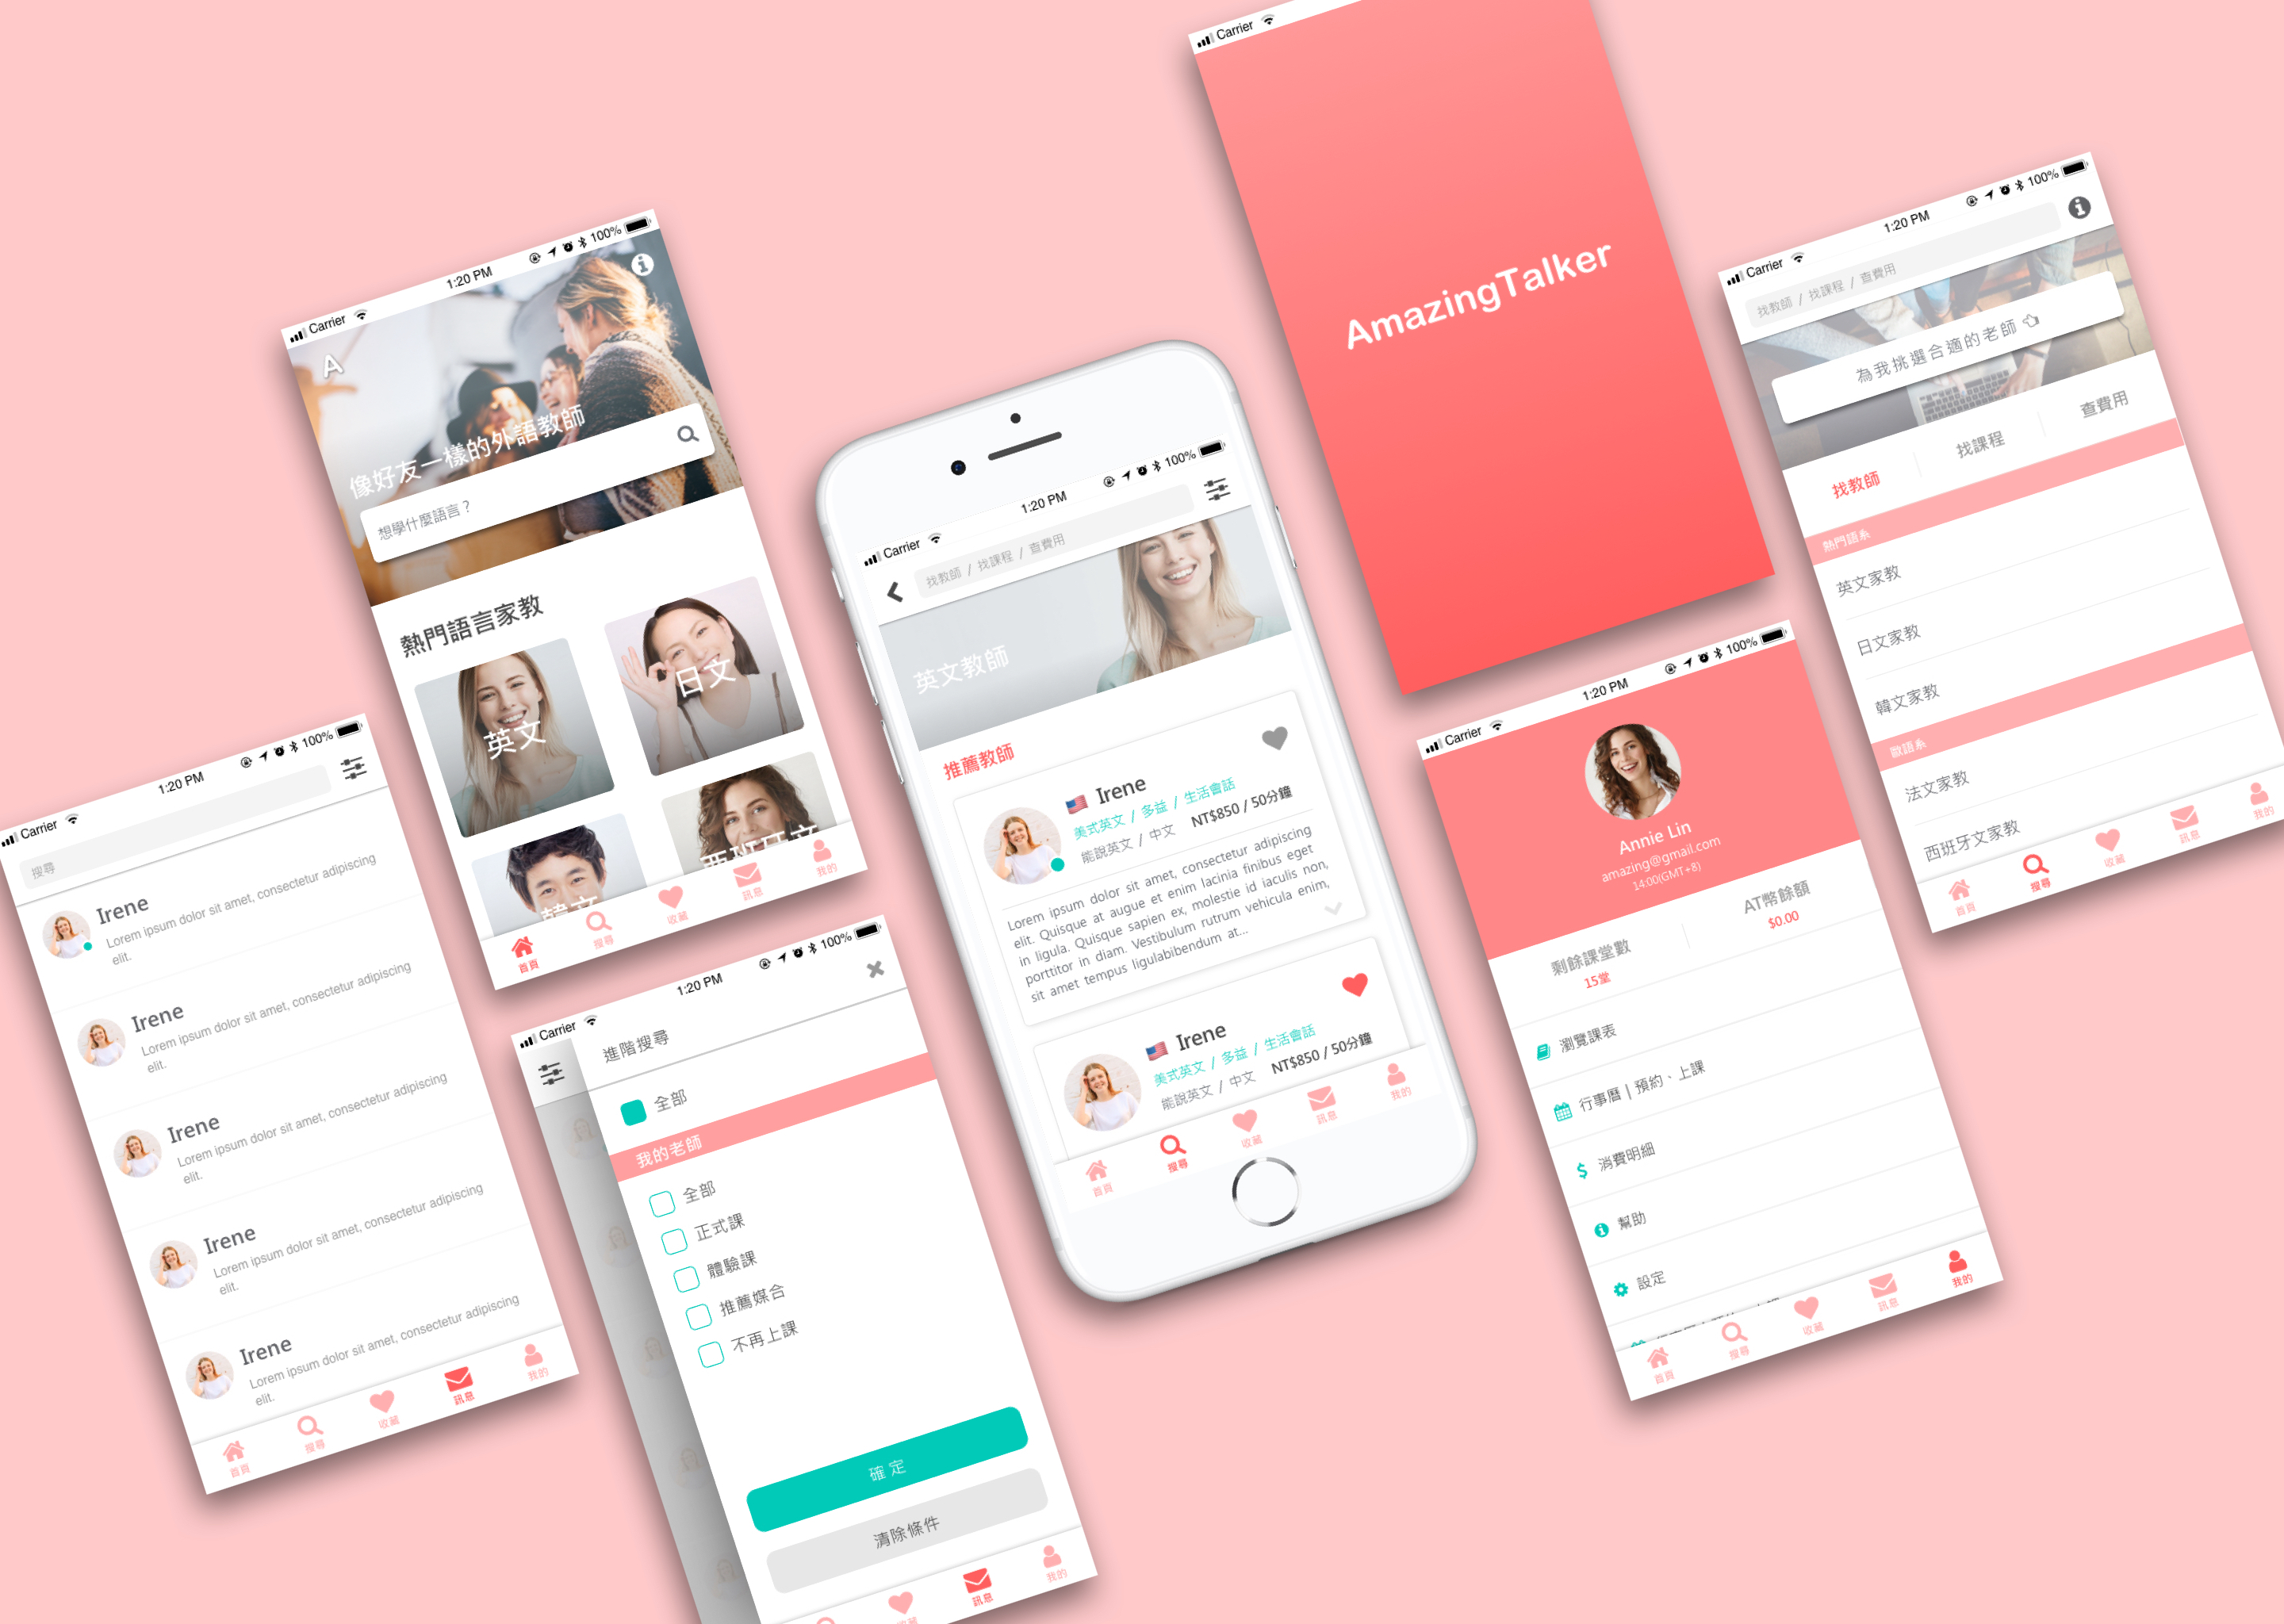 Carrier
1:20 PM
100%
搜尋
Irene
Lorem ipsum dolor sit amet, consectetur adipiscing
elit.
Irene
Lorem ipsum dolor sit amet, consectetur adipiscing
elit.
Irene
Lorem ipsum dolor sit amet, consectetur adipiscing
elit.
Irene
Lorem ipsum dolor sit amet, consectetur adipiscing
elit.
Irene
Lorem ipsum dolor sit amet, consectetur adipiscing
elit.
首頁 搜尋 收藏 訊息 我的
Carrier
1:20 PM
100%
A
像好友一樣的外語教師
想學什麼語言？
熱門語言家教
英文
日文
韓文
西班牙文
首頁 搜尋 收藏 訊息 我的
Carrier
1:20 PM
100%
進階搜尋
全部
我的老師
全部
正式課
體驗課
推薦媒合
不再上課
確定
清除條件
收藏 訊息 我的
Carrier
1:20 PM
100%
找教師 / 找課程 / 查費用
英文教師
推薦教師
Irene
美式英文 / 多益 / 生活會話
能說英文 / 中文 NT$850 / 50分鐘
Lorem ipsum dolor sit amet, consectetur adipiscing
elit. Quisque at augue et enim lacinia finibus eget
in ligula. Quisque sapien ex, molestie id iaculis non,
porttitor in diam. Vestibulum rutrum vehicula enim,
sit amet tempus ligulabibendum at...
Irene
美式英文 / 多益 / 生活會話
能說英文 / 中文 NT$850 / 50分鐘
首頁 搜尋 收藏 訊息 我的
Carrier
AmazingTalker
Carrier
1:20 PM
100%
Annie Lin
amazing@gmail.com
14:00(GMT+8)
剩餘課堂數
15堂
AT幣餘額
$0.00
瀏覽課表
行事曆 | 預約、上課
消費明細
幫助
設定
首頁 搜尋 收藏 訊息 我的
Carrier
1:20 PM
100%
找教師 / 找課程 / 查費用
為我挑選合適的老師
找教師 找課程 查費用
熱門語系
英文家教
日文家教
韓文家教
歐語系
法文家教
西班牙文家教
首頁 搜尋 收藏 訊息 我的